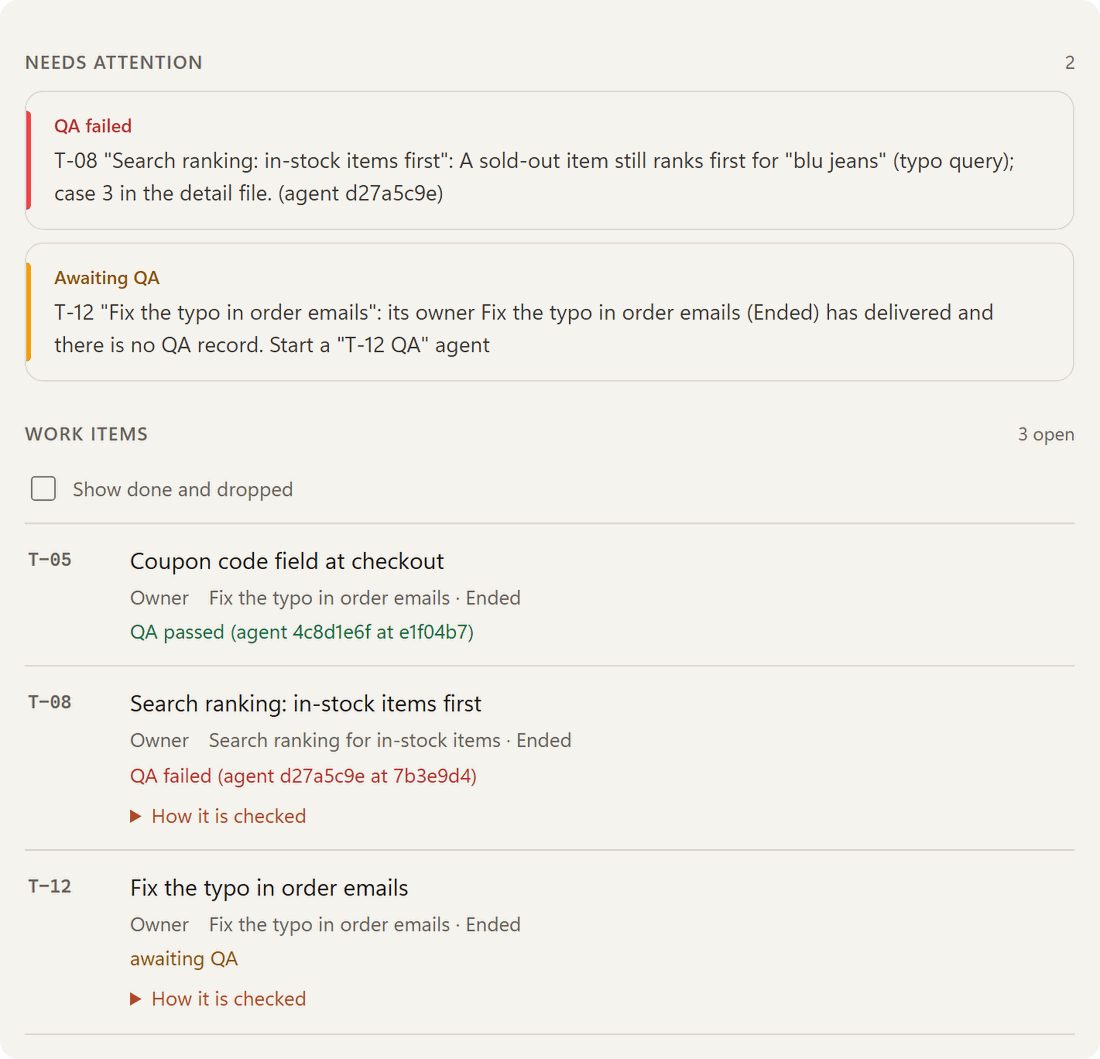 NEEDS ATTENTION
2
QA failed
T-08 "Search ranking: in-stock items first": A sold-out item still ranks first for "blu jeans" (typo query);
case 3 in the detail file. (agent d27a5c9e)
Awaiting QA
T-12 "Fix the typo in order emails": its owner Fix the typo in order emails (Ended) has delivered and
there is no QA record. Start a "T-12 QA" agent
WORK ITEMS
3 open
Show done and dropped
T-05
Coupon code field at checkout
Owner Fix the typo in order emails · Ended
QA passed (agent 4c8d1e6f at e1f04b7)
T-08
Search ranking: in-stock items first
Owner Search ranking for in-stock items · Ended
QA failed (agent d27a5c9e at 7b3e9d4)
How it is checked
T-12
Fix the typo in order emails
Owner Fix the typo in order emails · Ended
awaiting QA
How it is checked